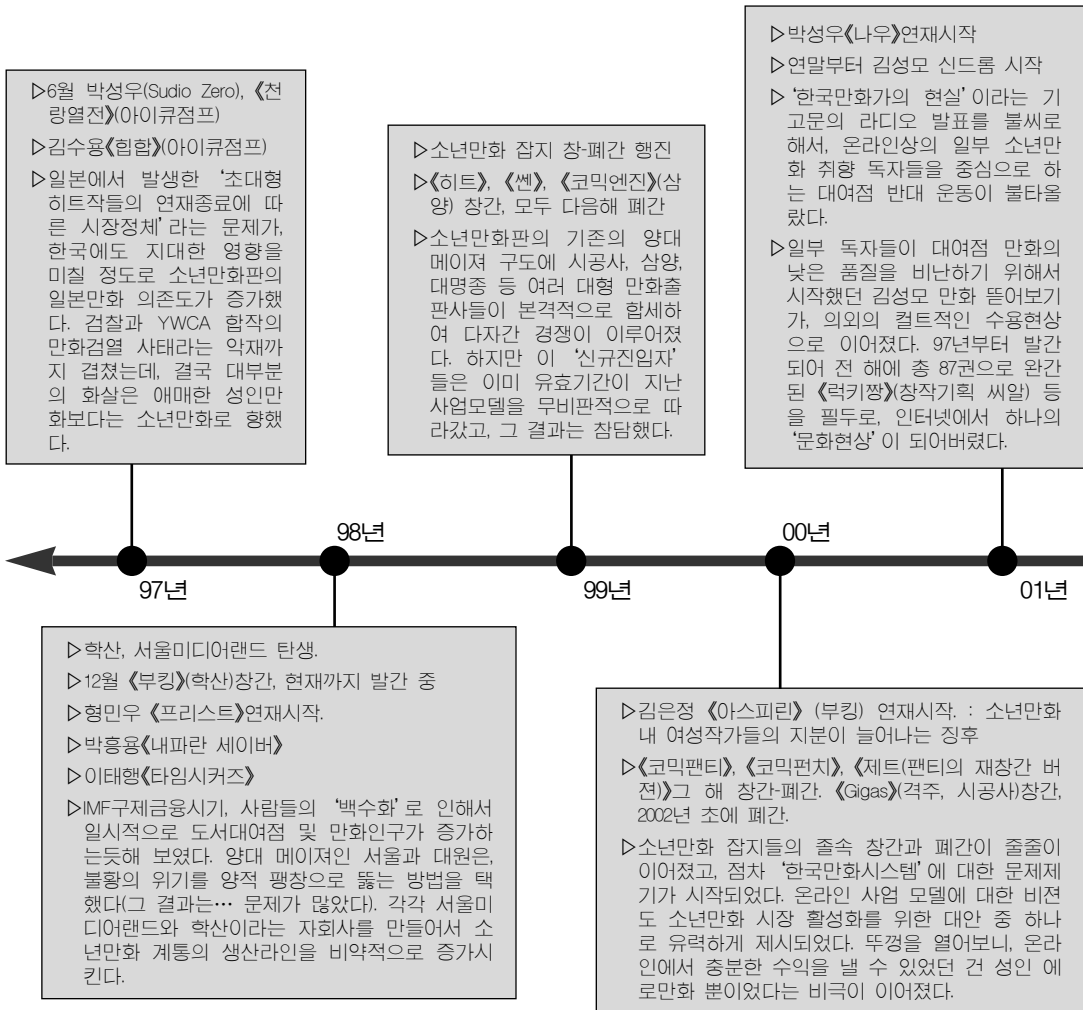 ▷6월 박성우(Sudio Zero), 《천
랑열전》(아이큐점프)
▷김수용《힙합》(아이큐점프)
▷일본에서 발생한 ‘초대형
히트작들의 연재종료에 따
른 시장정체’라는 문제가,
한국에도 지대한 영향을
미칠 정도로 소년만화판의
일본만화 의존도가 증가했
다. 검찰과 YWCA 합작의
만화검열 사태라는 악재까
지 겹쳤는데, 결국 대부분
의 화살은 애매한 성인만
화보다는 소년만화로 향했
다.
97년
98년
▷학산, 서울미디어랜드 탄생.
▷12월 《부킹》(학산)창간, 현재까지 발간 중
▷형민우 《프리스트》연재시작.
▷박흥용《내파란 세이버》
▷이태행《타임시커즈》
▷IMF구제금융시기, 사람들의 ‘백수화’로 인해서
일시적으로 도서대여점 및 만화인구가 증가하
는듯해 보였다. 양대 메이져인 서울과 대원은,
불황의 위기를 양적 팽창으로 뚫는 방법을 택
했다(그 결과는… 문제가 많았다). 각각 서울미
디어랜드와 학산이라는 자회사를 만들어서 소
년만화 계통의 생산라인을 비약적으로 증가시
킨다.
▷소년만화 잡지 창-폐간 행진
▷《히트》, 《쎈》, 《코믹엔진》(삼
양) 창간, 모두 다음해 폐간
▷소년만화판의 기존의 양대
메이져 구도에 시공사, 삼양,
대명종 등 여러 대형 만화출
판사들이 본격적으로 합세하
여 다자간 경쟁이 이루어졌
다. 하지만 이 ‘신규진입자’
들은 이미 유효기간이 지난
사업모델을 무비판적으로 따
라갔고, 그 결과는 참담했다.
99년
00년
▷김은정 《아스피린》 (부킹) 연재시작. : 소년만화
내 여성작가들의 지분이 늘어나는 징후
▷《코믹팬티》, 《코믹펀치》, 《제트(팬티의 재창간 버
젼)》그 해 창간-폐간. 《Gigas》(격주, 시공사)창간,
2002년 초에 폐간.
▷소년만화 잡지들의 졸속 창간과 폐간이 줄줄이
이어졌고, 점차 ‘한국만화시스템’에 대한 문제제
기가 시작되었다. 온라인 사업 모델에 대한 비젼
도 소년만화 시장 활성화를 위한 대안 중 하나
로 유력하게 제시되었다. 뚜껑을 열어보니, 온라
인에서 충분한 수익을 낼 수 있었던 건 성인 에
로만화 뿐이었다는 비극이 이어졌다.
▷박성우《나우》연재시작
▷연말부터 김성모 신드롬 시작
▷‘한국만화가의 현실’이라는 기
고문의 라디오 발표를 불씨로
해서, 온라인상의 일부 소년만
화 취향 독자들을 중심으로 하
는 대여점 반대 운동이 불타올
랐다.
▷일부 독자들이 대여점 만화의
낮은 품질을 비난하기 위해서
시작했던 김성모 만화 뜯어보기
가, 의외의 컬트적인 수용현상
으로 이어졌다. 97년부터 발간
되어 전 해에 총 87권으로 완간
된 《럭키짱》(창작기획 씨알) 등
을 필두로, 인터넷에서 하나의
‘문화현상’이 되어버렸다.
01년